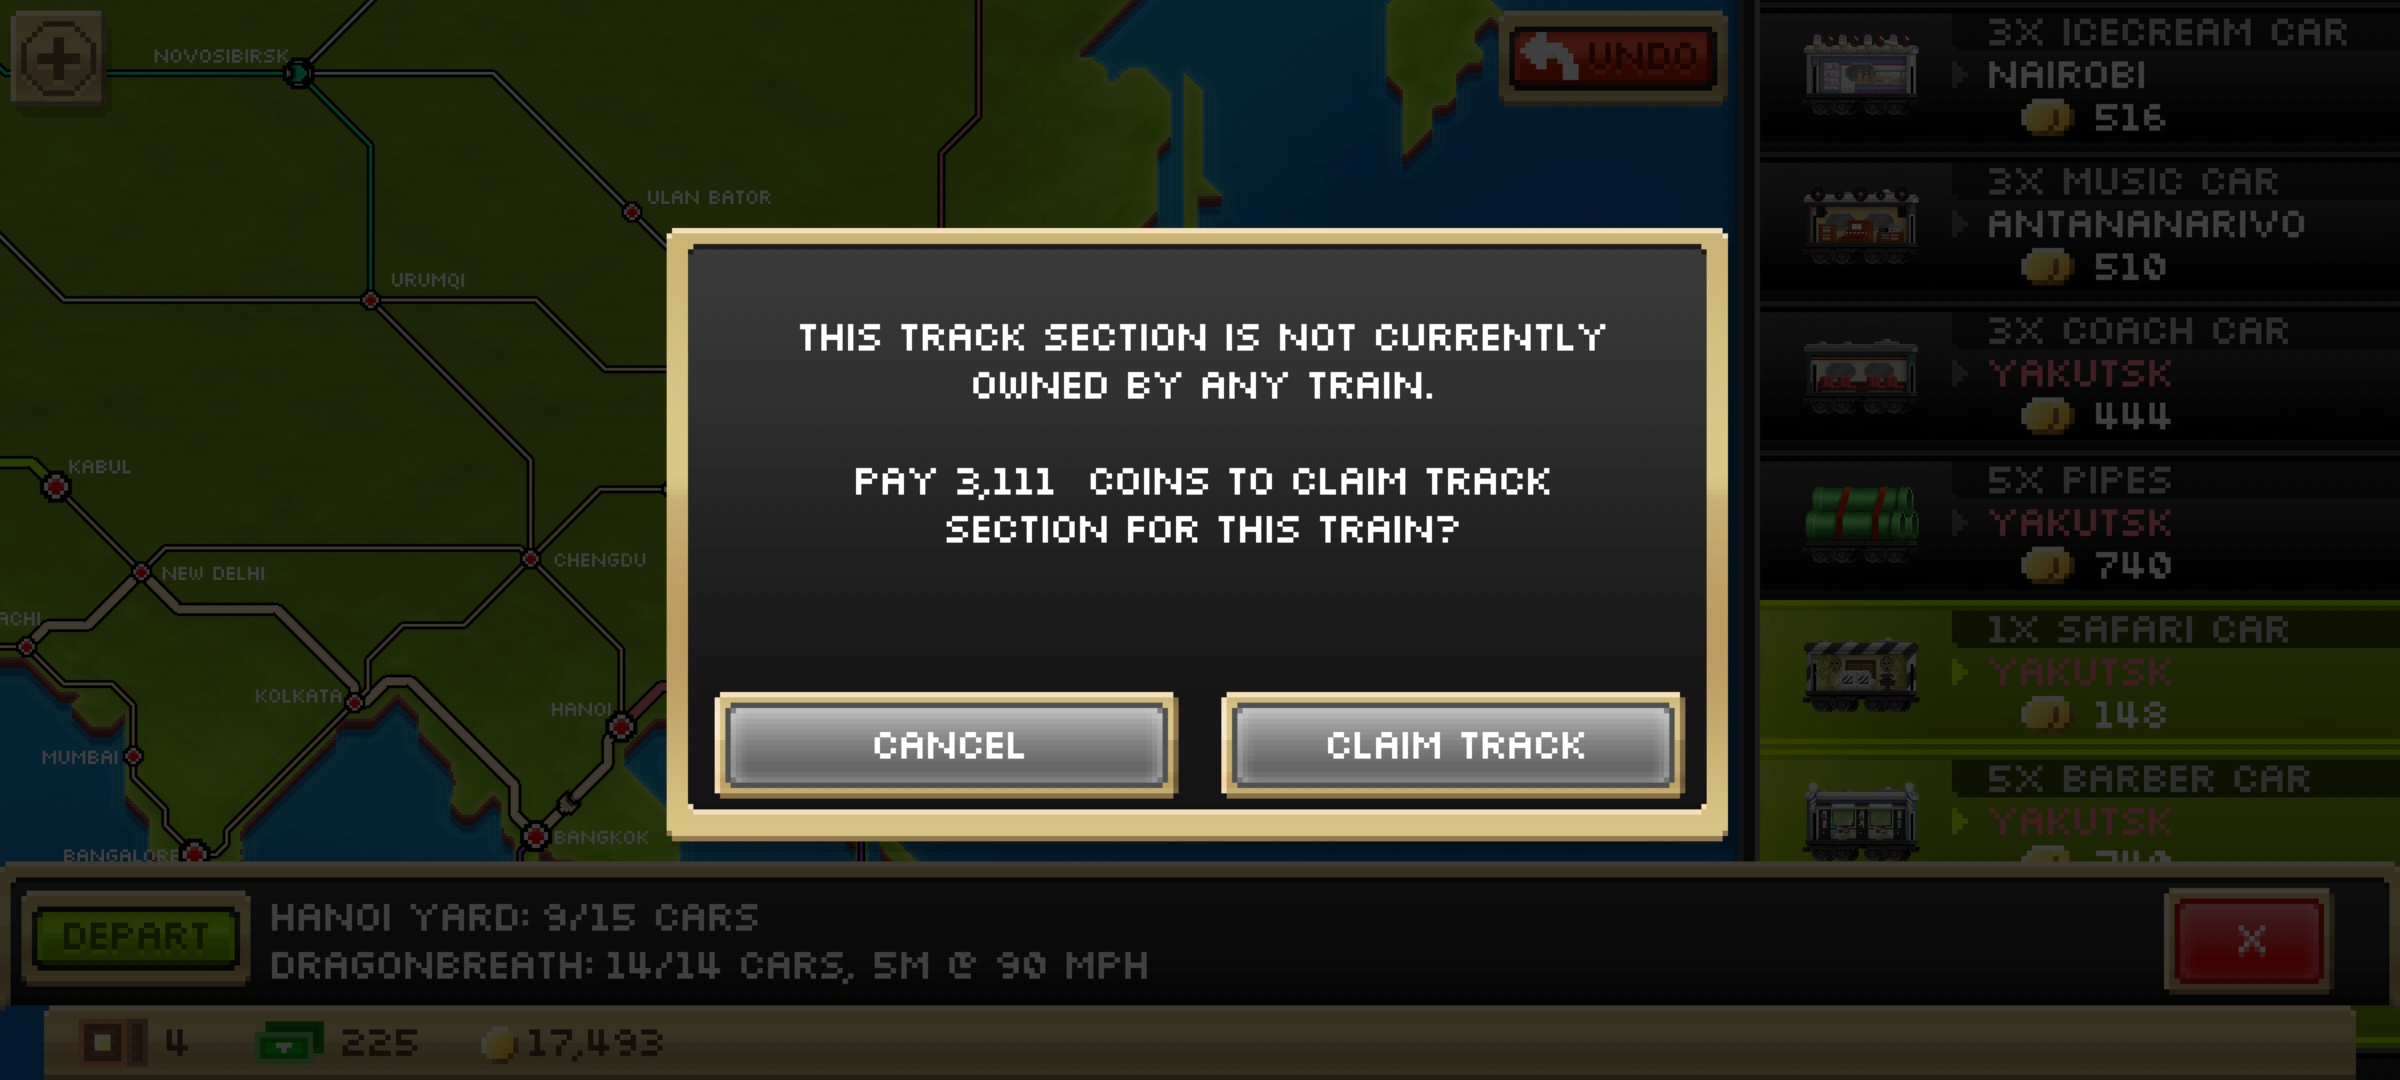 NOVOSIBIRSK
UNDO
ULAN BATOR
URUMQI
KABUL
NEW DELHI
CHENGDU
ACHI
KOLKATA
HANOI
MUMBAI
BANGKOK
BANGALORE
THIS TRACK SECTION IS NOT CURRENTLY
OWNED BY ANY TRAIN.
PAY 3,111 COINS TO CLAIM TRACK
SECTION FOR THIS TRAIN?
CANCEL
CLAIM TRACK
3X ICECREAM CAR
NAIROBI
516
3X MUSIC CAR
ANTANANARIVO
510
3X COACH CAR
YAKUTSK
444
5X PIPES
YAKUTSK
740
1X SAFARI CAR
YAKUTSK
148
5X BARBER CAR
YAKUTSK
740
DEPART
HANOI YARD: 9/15 CARS
DRAGONBREATH: 14/14 CARS, 5M @ 90 MPH
X
4
225
17,493